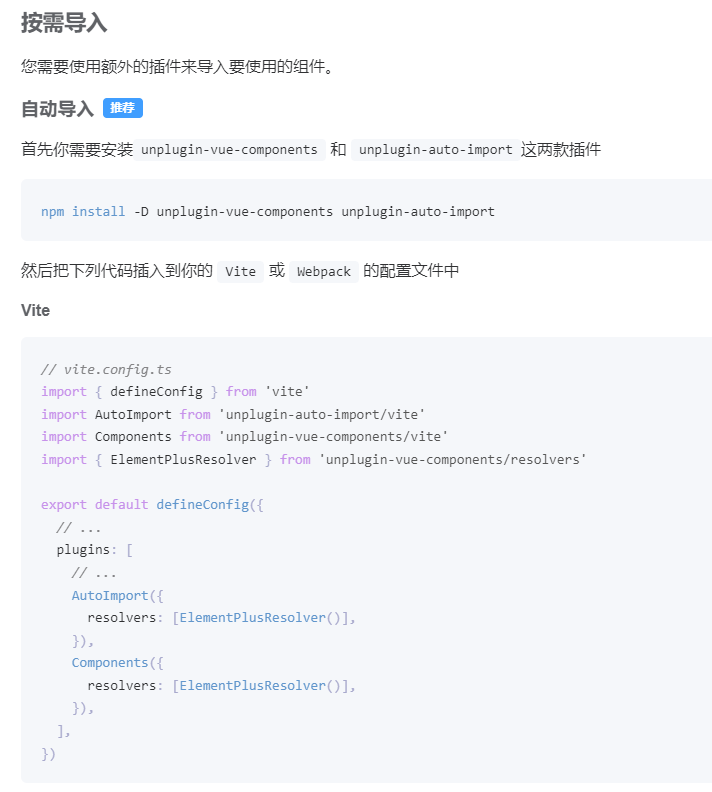 按需导入
您需要使用额外的插件来导入要使用的组件。
自动导入 推荐
首先你需要安装 unplugin-vue-components 和 unplugin-auto-import 这两款插件
npm install -D unplugin-vue-components unplugin-auto-import
然后把下列代码插入到你的 Vite 或 Webpack 的配置文件中
Vite
// vite.config.ts
import { defineConfig } from 'vite'
import AutoImport from 'unplugin-auto-import/vite'
import Components from 'unplugin-vue-components/vite'
import { ElementPlusResolver } from 'unplugin-vue-components/resolvers'

export default defineConfig({
  // ...
  plugins: [
    // ...
    AutoImport({
      resolvers: [ElementPlusResolver()],
    }),
    Components({
      resolvers: [ElementPlusResolver()],
    }),
  ],
})